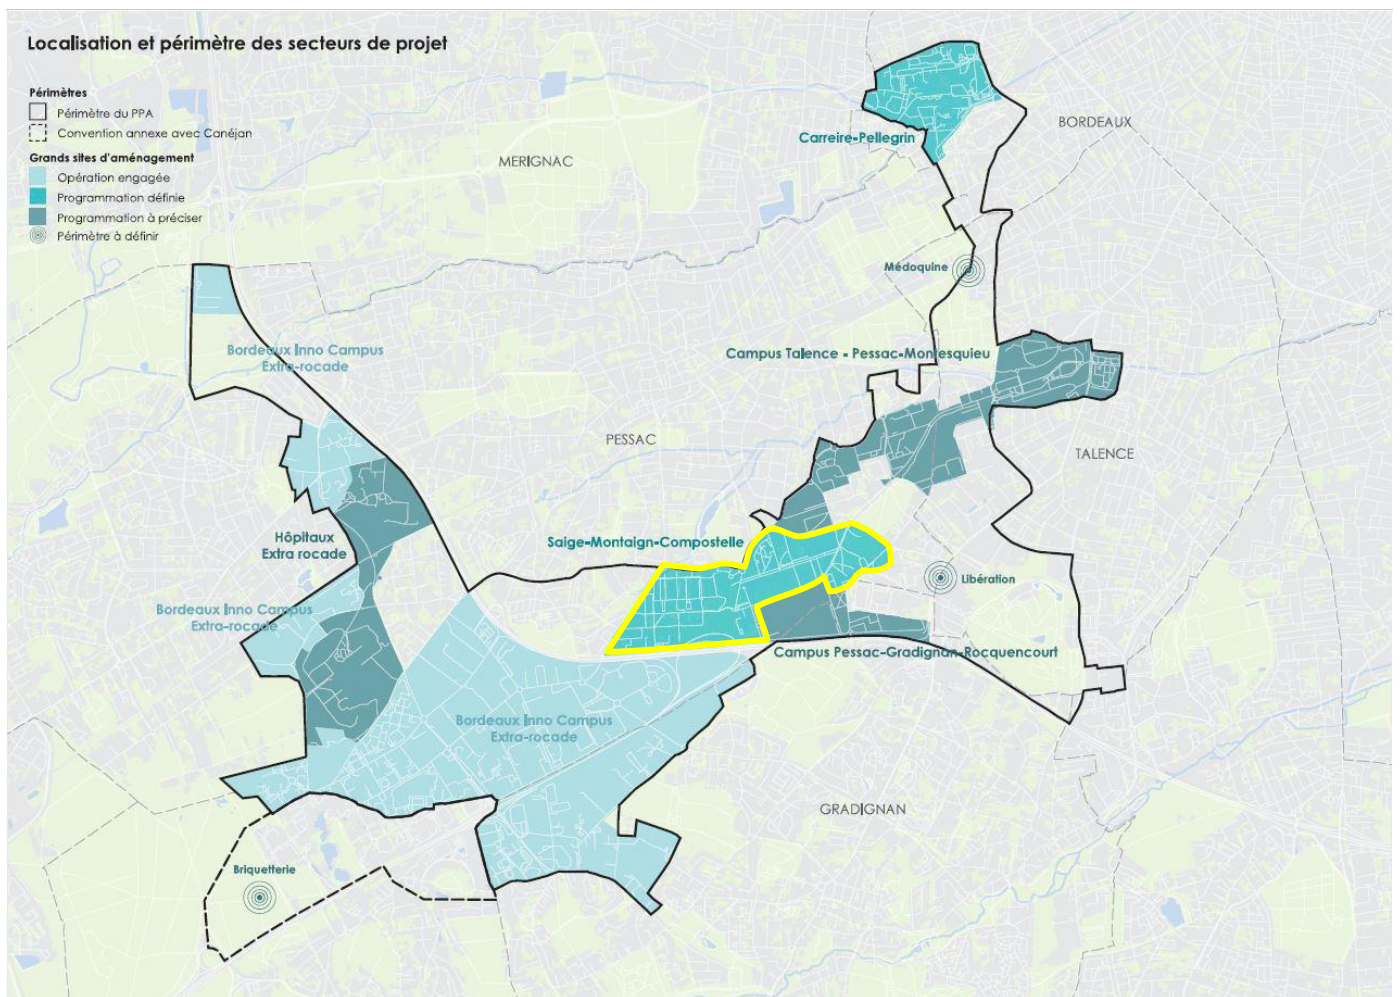 Localisation et périmètre des secteurs de projet
Périmètres
Périmètre du PPA
Convention annexe avec Canéjan
Grands sites d'aménagement
Opération engagée
Programmation définie
Programmation à préciser
Périmètre à définir
BORDEAUX
Carreire-Pellegrin
MERIGNAC
Médoquine
Bordeaux Inno Campus
Extra-rocade
Campus Talence - Pessac-Montesquieu
PESSAC
TALENCE
Hôpitaux
Extra rocade
Saige-Montaign-Compostelle
Libération
Bordeaux Inno Campus
Extra-rocade
Campus Pessac-Gradignan-Rocquencourt
Bordeaux Inno Campus
Extra-rocade
GRADIGNAN
Briquetterie